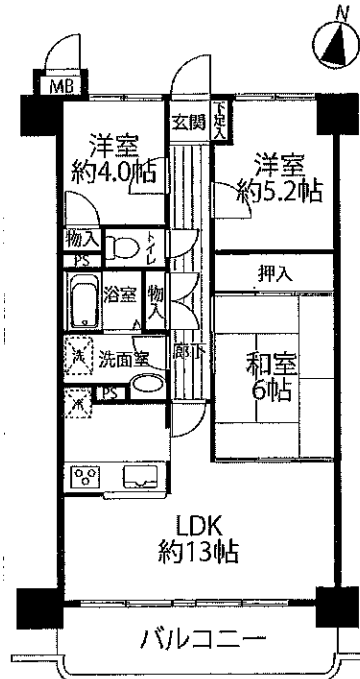 N
MB
玄関
下足入
洋室
約4.0帖
洋室
約5.2帖
物入
トイレ
PS
押入
浴室
物入
洗
洗面室
廊下
和室
6帖
PS
冷
LDK
約13帖
バルコニー